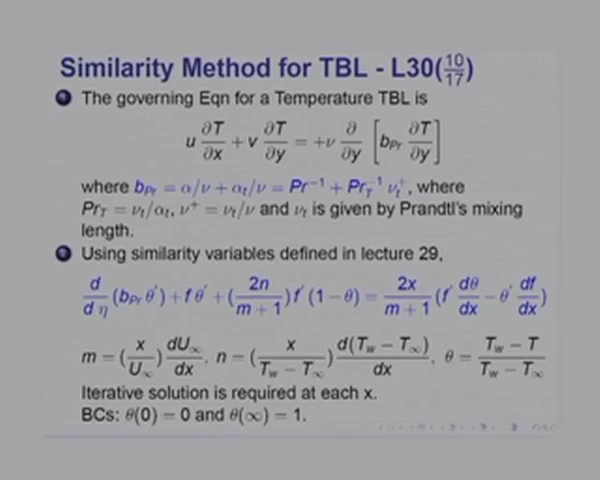 Similarity Method for TBL - L30(10/17)
1 The governing Eqn for a Temperature TBL is
u ∂T/∂x + v ∂T/∂y = +ν ∂/∂y [b_Pr ∂T/∂y]
where b_Pr = α/ν + α_t/ν = Pr^−1 + Pr_T^−1 ν_t^+, where
Pr_T = ν_t/α_t, ν^+ = ν_t/ν and ν_t is given by Prandtl's mixing
length.
2 Using similarity variables defined in lecture 29,
d/dη (b_Pr θ′) + f θ′ + (2n/(m + 1)) f′ (1 − θ) = 2x/(m + 1) (f′ dθ/dx − θ′ df/dx)
m = (x/U_∞) dU_∞/dx, n = (x/(T_w − T_∞)) d(T_w − T_∞)/dx, θ = (T_w − T)/(T_w − T_∞)
Iterative solution is required at each x.
BCs: θ(0) = 0 and θ(∞) = 1.